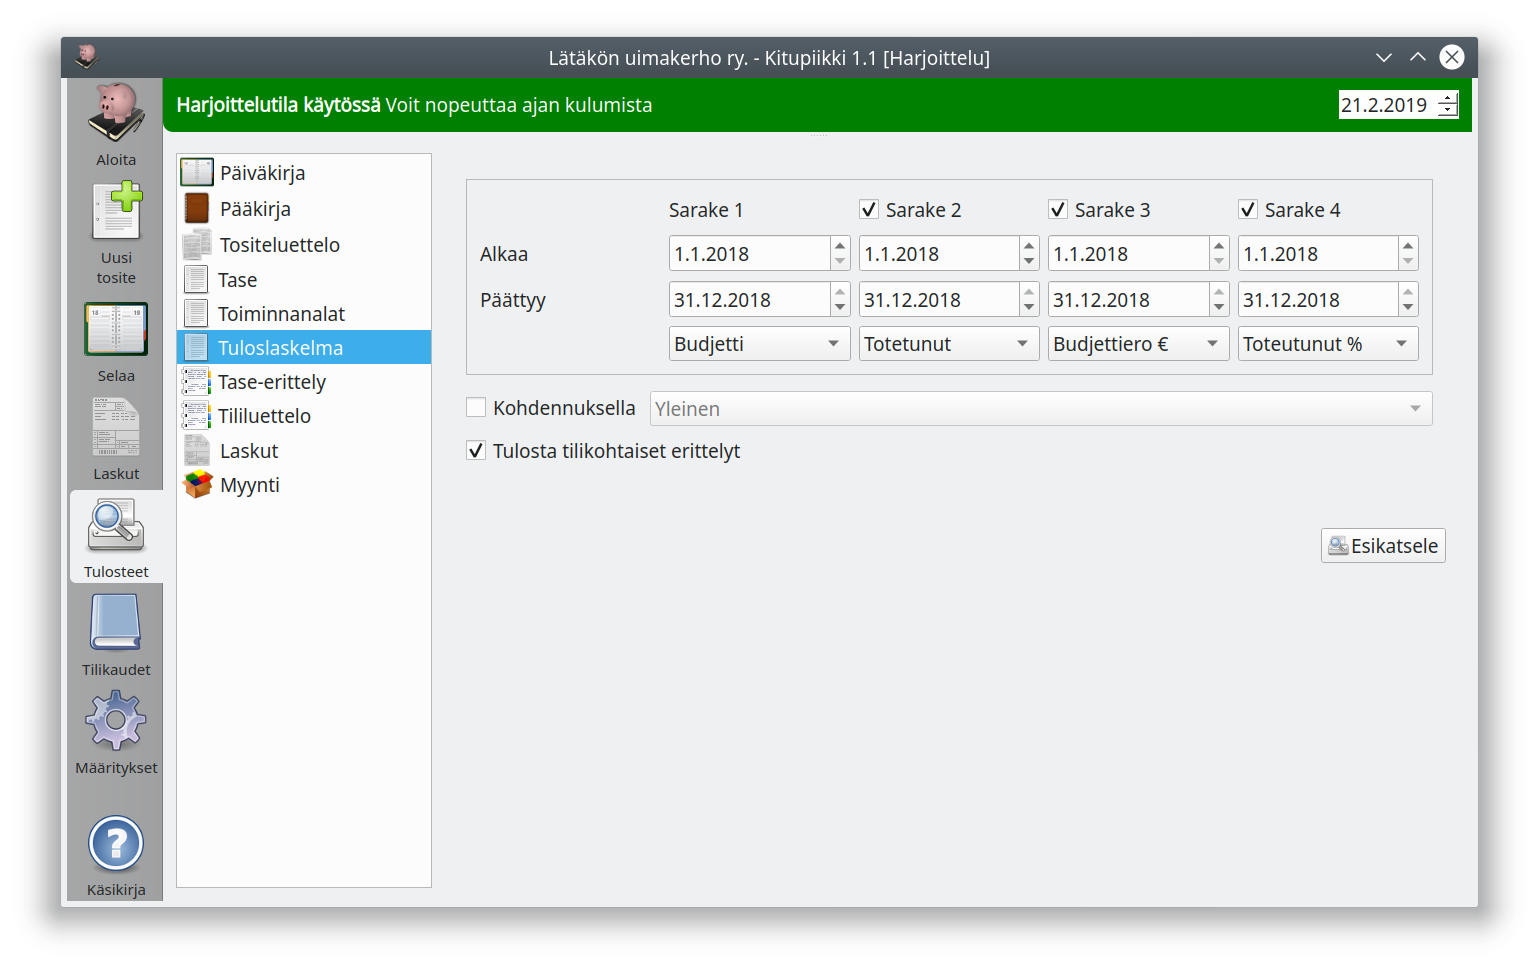 Lätäkön uimakerho ry. - Kitupiikki 1.1 [Harjoittelu]
Harjoittelutila käytössä Voit nopeuttaa ajan kulumista
21.2.2019
Aloita
Uusi
tosite
18 19
Selaa
Laskut
Tulosteet
Tilikaudet
Määritykset
Käsikirja
Päiväkirja
Pääkirja
Tositeluettelo
Tase
Toiminnanalat
Tuloslaskelma
Tase-erittely
Tililuettelo
Laskut
Myynti
Sarake 1 Sarake 2 Sarake 3 Sarake 4
Alkaa 1.1.2018 1.1.2018 1.1.2018 1.1.2018
Päättyy 31.12.2018 31.12.2018 31.12.2018 31.12.2018
Budjetti Totetunut Budjettiero € Toteutunut %
Kohdennuksella Yleinen
Tulosta tilikohtaiset erittelyt
Esikatsele